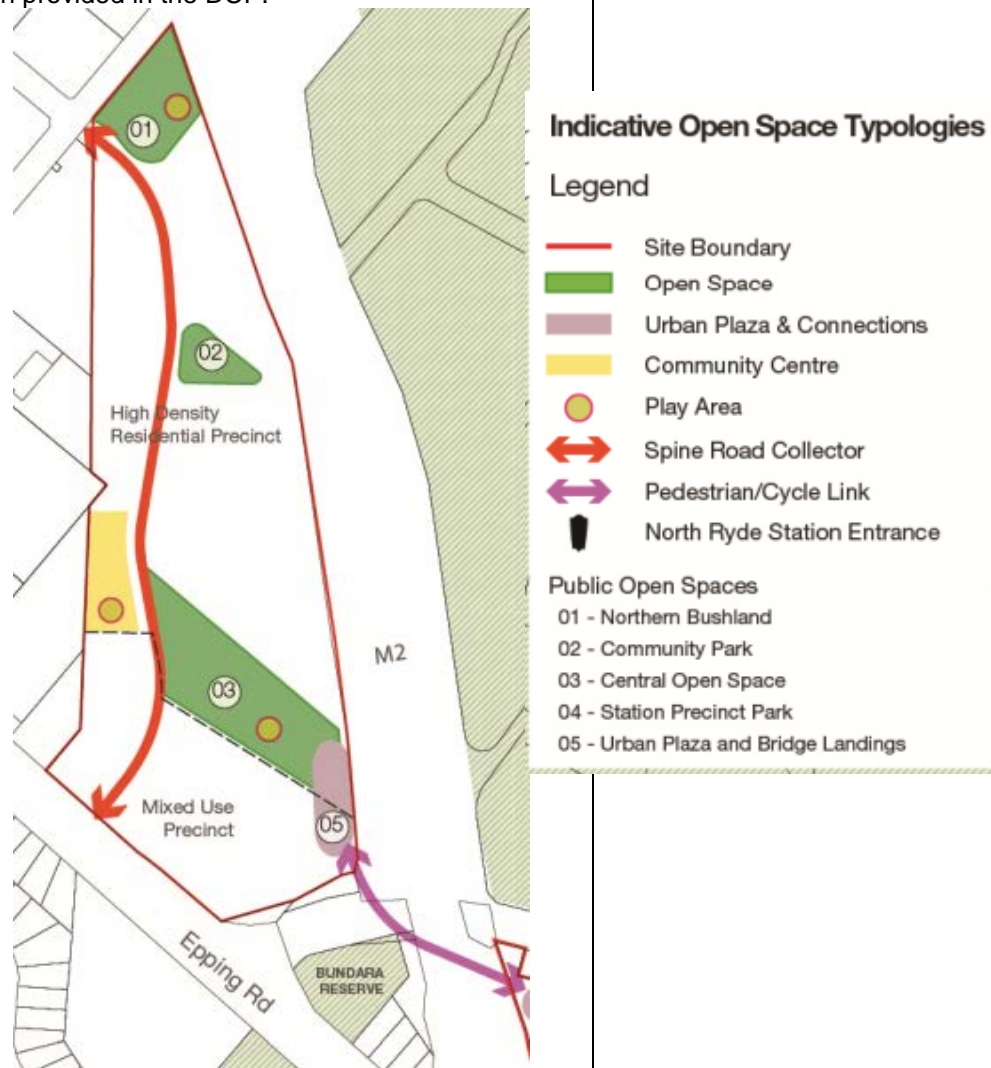 provided in the DCP.
01
02
High Density
Residential Precinct
M2
03
Mixed Use
Precinct
05
Epping Rd
BUNDARA
RESERVE
Indicative Open Space Typologies
Legend
Site Boundary
Open Space
Urban Plaza & Connections
Community Centre
Play Area
Spine Road Collector
Pedestrian/Cycle Link
North Ryde Station Entrance
Public Open Spaces
01 - Northern Bushland
02 - Community Park
03 - Central Open Space
04 - Station Precinct Park
05 - Urban Plaza and Bridge Landings